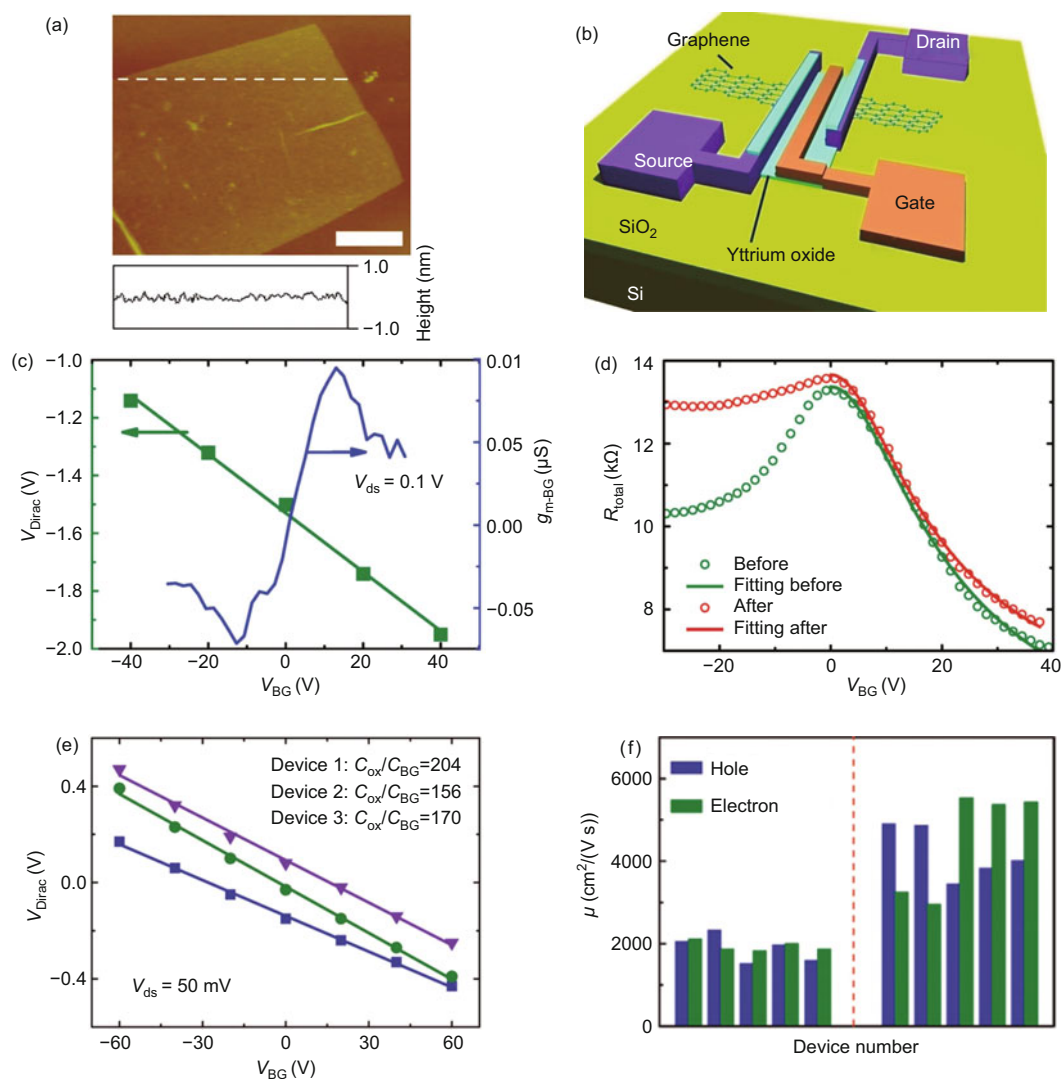 (a)
1.0
−1.0
Height (nm)
(b)
Graphene
Drain
Source
Gate
SiO2
Yttrium oxide
Si
(c)
−1.0
−1.2
−1.4
−1.6
−1.8
−2.0
VDirac (V)
−40
−20
0
20
40
VBG (V)
0.01
0.05
0.00
−0.05
gm-BG (µS)
Vds = 0.1 V
(d)
14
13
12
10
8
Rtotal (kΩ)
Before
Fitting before
After
Fitting after
−20
0
20
40
VBG (V)
(e)
0.4
0.0
−0.4
VDirac (V)
Device 1: Cox/CBG=204
Device 2: Cox/CBG=156
Device 3: Cox/CBG=170
Vds = 50 mV
−60
−30
0
30
60
VBG (V)
(f)
6000
4000
2000
0
µ (cm2/(V s))
Hole
Electron
Device number